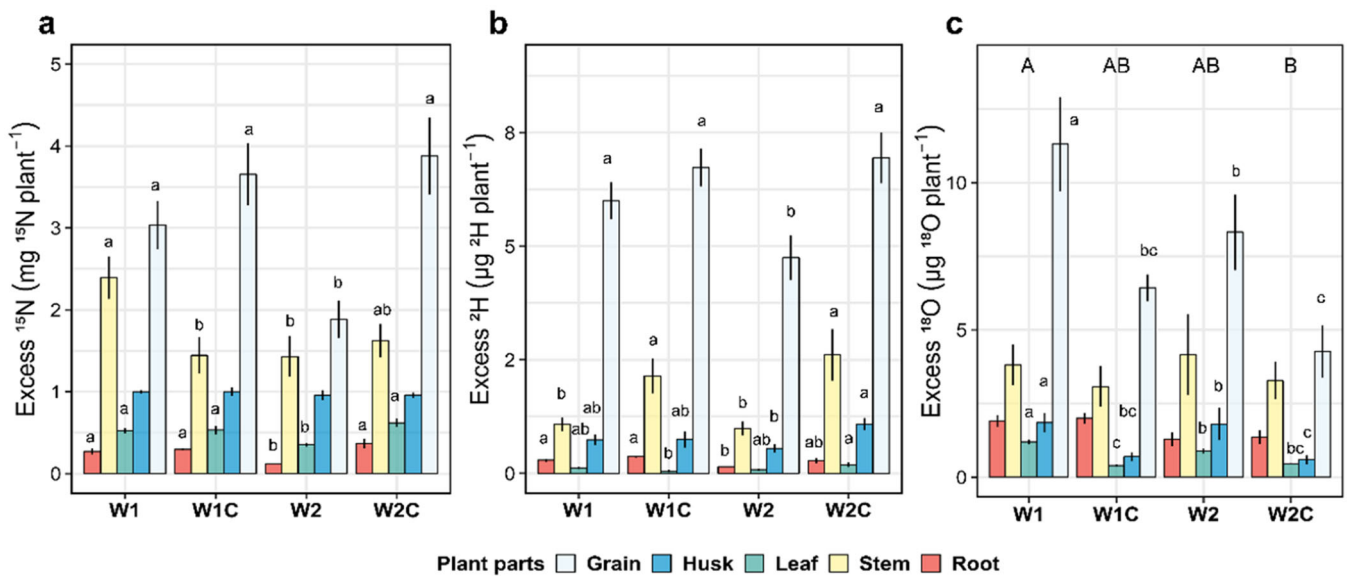 a
Excess ¹⁵N (mg ¹⁵N plant⁻¹)
5
4
3
2
1
0
a a a a
a b a a
b b b b
a ab a a
W1 W1C W2 W2C
b
Excess ²H (µg ²H plant⁻¹)
8
5
2
0
a b ab ab a
a a b ab a
b b ab b b
ab a a a a
W1 W1C W2 W2C
c
Excess ¹⁸O (µg ¹⁸O plant⁻¹)
10
5
0
A AB AB B
a a a
c bc bc
b b b
bc c c
W1 W1C W2 W2C
Plant parts Grain Husk Leaf Stem Root